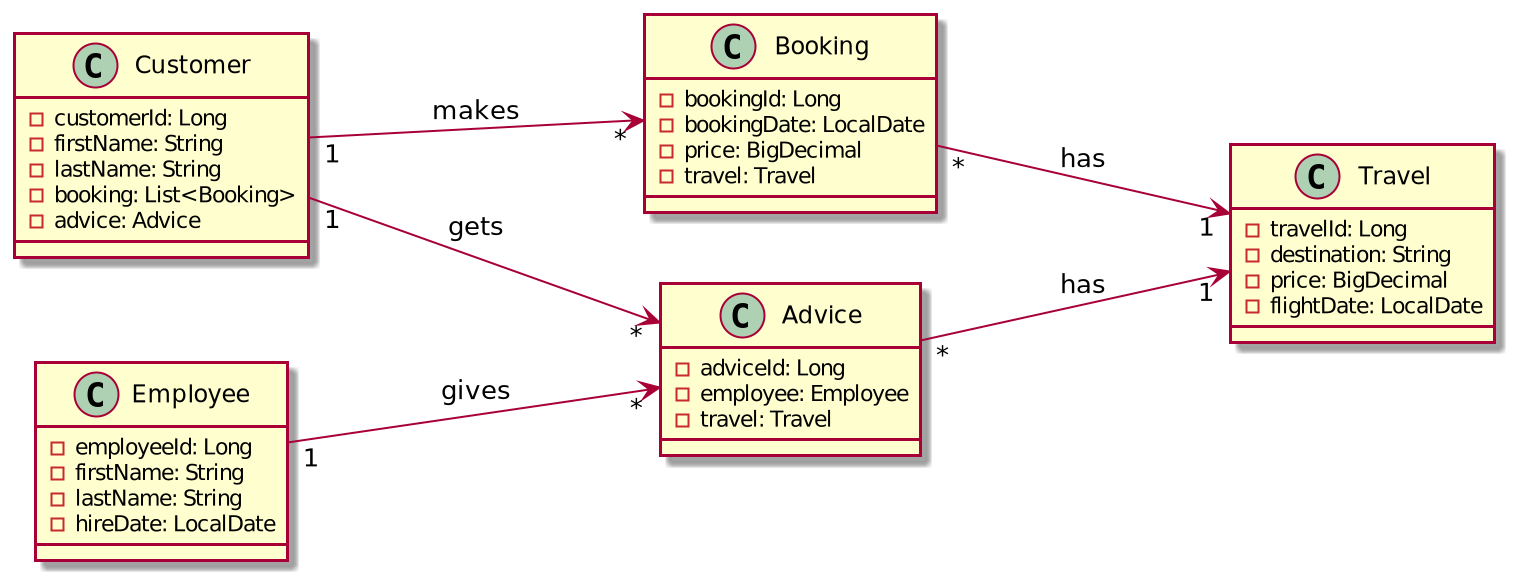 C Customer
customerId: Long
firstName: String
lastName: String
booking: List<Booking>
advice: Advice
makes
1
*
gets
1
*
C Booking
bookingId: Long
bookingDate: LocalDate
price: BigDecimal
travel: Travel
has
*
1
C Travel
travelId: Long
destination: String
price: BigDecimal
flightDate: LocalDate
C Employee
employeeId: Long
firstName: String
lastName: String
hireDate: LocalDate
gives
1
*
C Advice
adviceId: Long
employee: Employee
travel: Travel
has
*
1